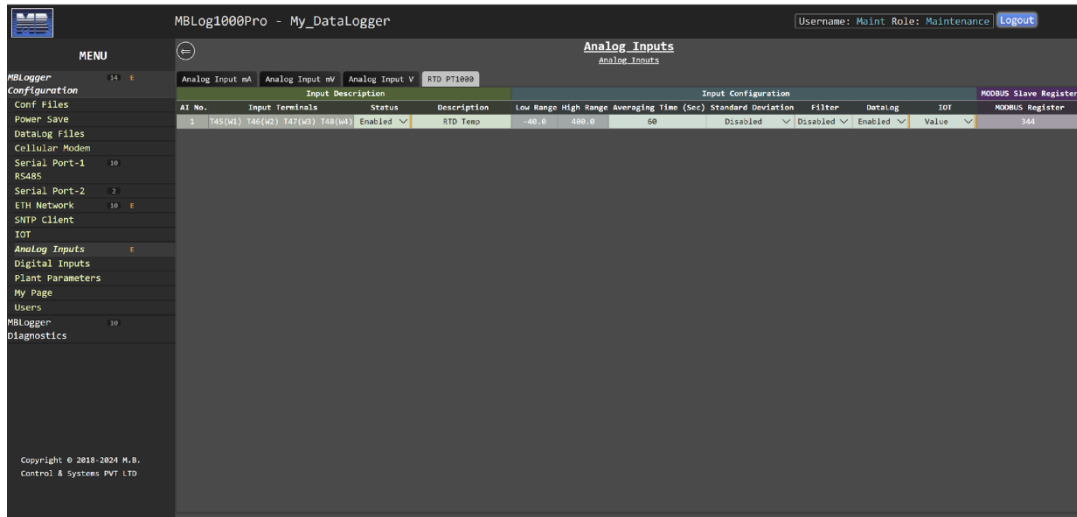 MB
MBLog1000Pro - My_DataLogger
Username: Maint Role: Maintenance
Logout
MENU
Analog Inputs
Analog Inputs
MBLogger Configuration 14 E
Conf Files
Power Save
DataLog Files
Cellular Modem
Serial Port-1 RS485 10
Serial Port-2 2
ETH Network 10 E
SNTP Client
IOT
Analog Inputs E
Digital Inputs
Plant Parameters
My Page
Users
MBLogger Diagnostics 10
Analog Input mA Analog Input mV Analog Input V RTD PT1000
Input Description Input Configuration MODBUS Slave Register
AI No. Input Terminals Status Description Low Range High Range Averaging Time (Sec) Standard Deviation Filter DataLog IOT MODBUS Register
1 T45(W1) T46(W2) T47(W3) T48(W4) Enabled RTD Temp -40.0 400.0 60 Disabled Disabled Enabled Value 344
Copyright © 2018-2024 M.B.
Control & Systems PVT LTD